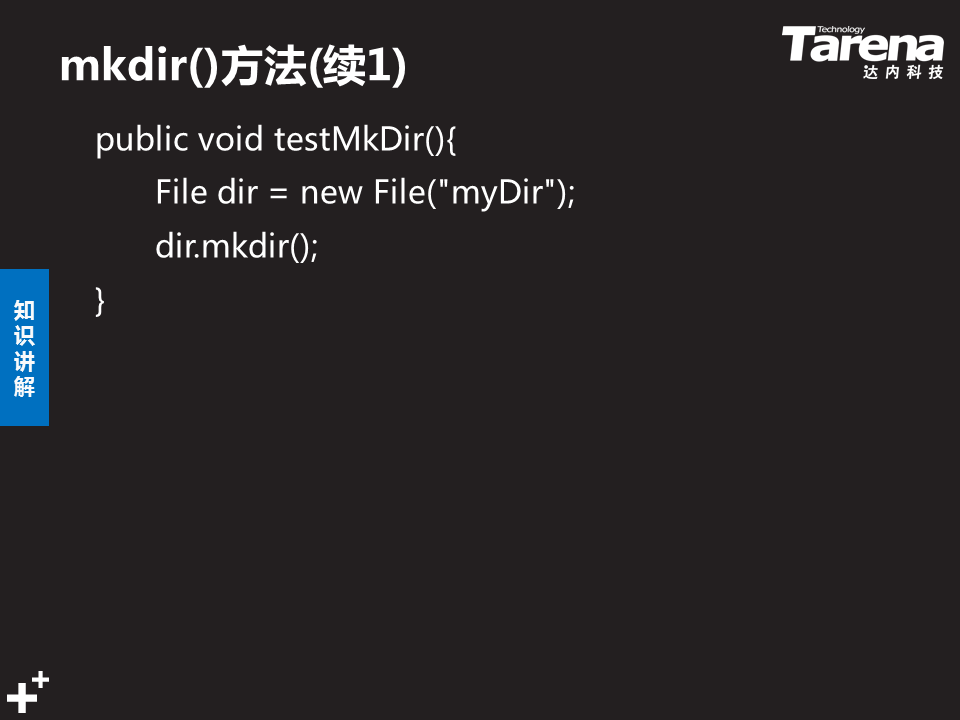 mkdir()方法(续1)
Technology
Tarena
达内科技
public void testMkDir(){
File dir = new File("myDir");
dir.mkdir();
}
知
识
讲
解